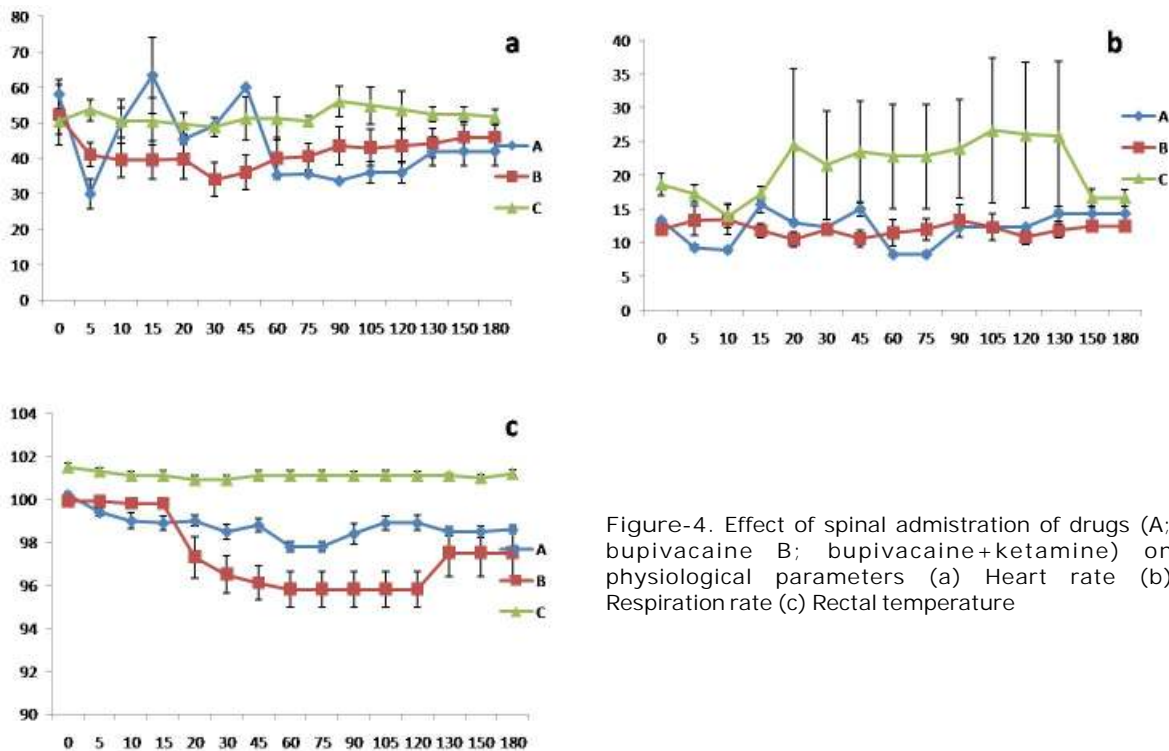 a
80
70
60
50
40
30
20
10
0
0 5 10 15 20 30 45 60 75 90 105 120 130 150 180
A
B
C
b
40
35
30
25
20
15
10
5
0
0 5 10 15 20 30 45 60 75 90 105 120 130 150 180
A
B
C
c
104
102
100
98
96
94
92
90
0 5 10 15 20 30 45 60 75 90 105 120 130 150 180
A
B
C
Figure-4. Effect of spinal admistration of drugs (A;
bupivacaine B; bupivacaine+ketamine) on
physiological parameters (a) Heart rate (b)
Respiration rate (c) Rectal temperature